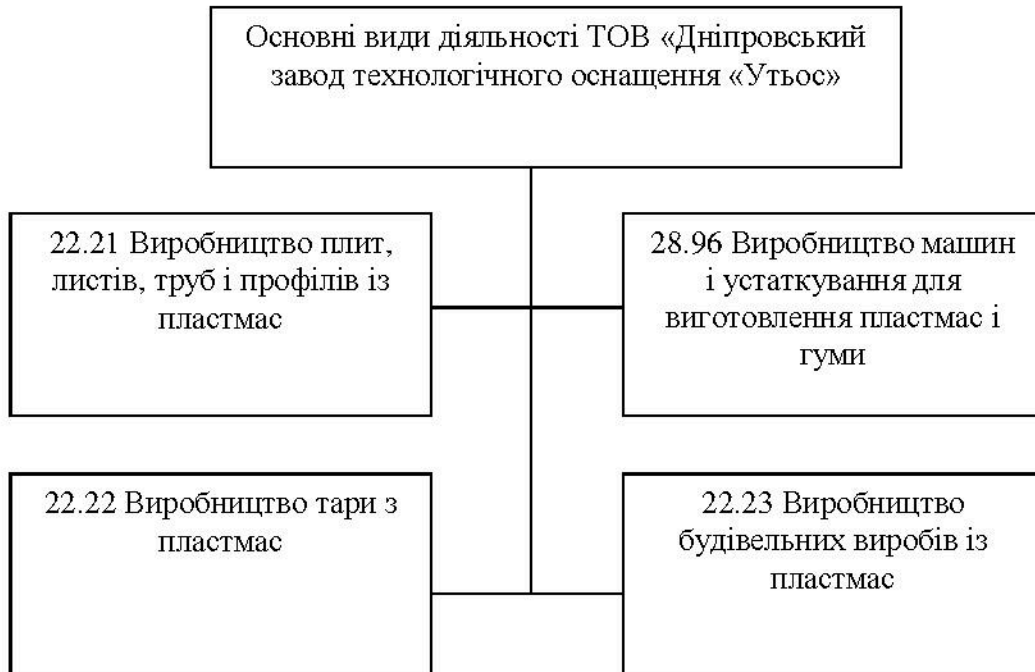 Основні види діяльності ТОВ «Дніпровський
завод технологічного оснащення «Утьос»
22.21 Виробництво плит,
листів, труб і профілів із
пластмас
28.96 Виробництво машин
і устаткування для
виготовлення пластмас і
гуми
22.22 Виробництво тари з
пластмас
22.23 Виробництво
будівельних виробів із
пластмас